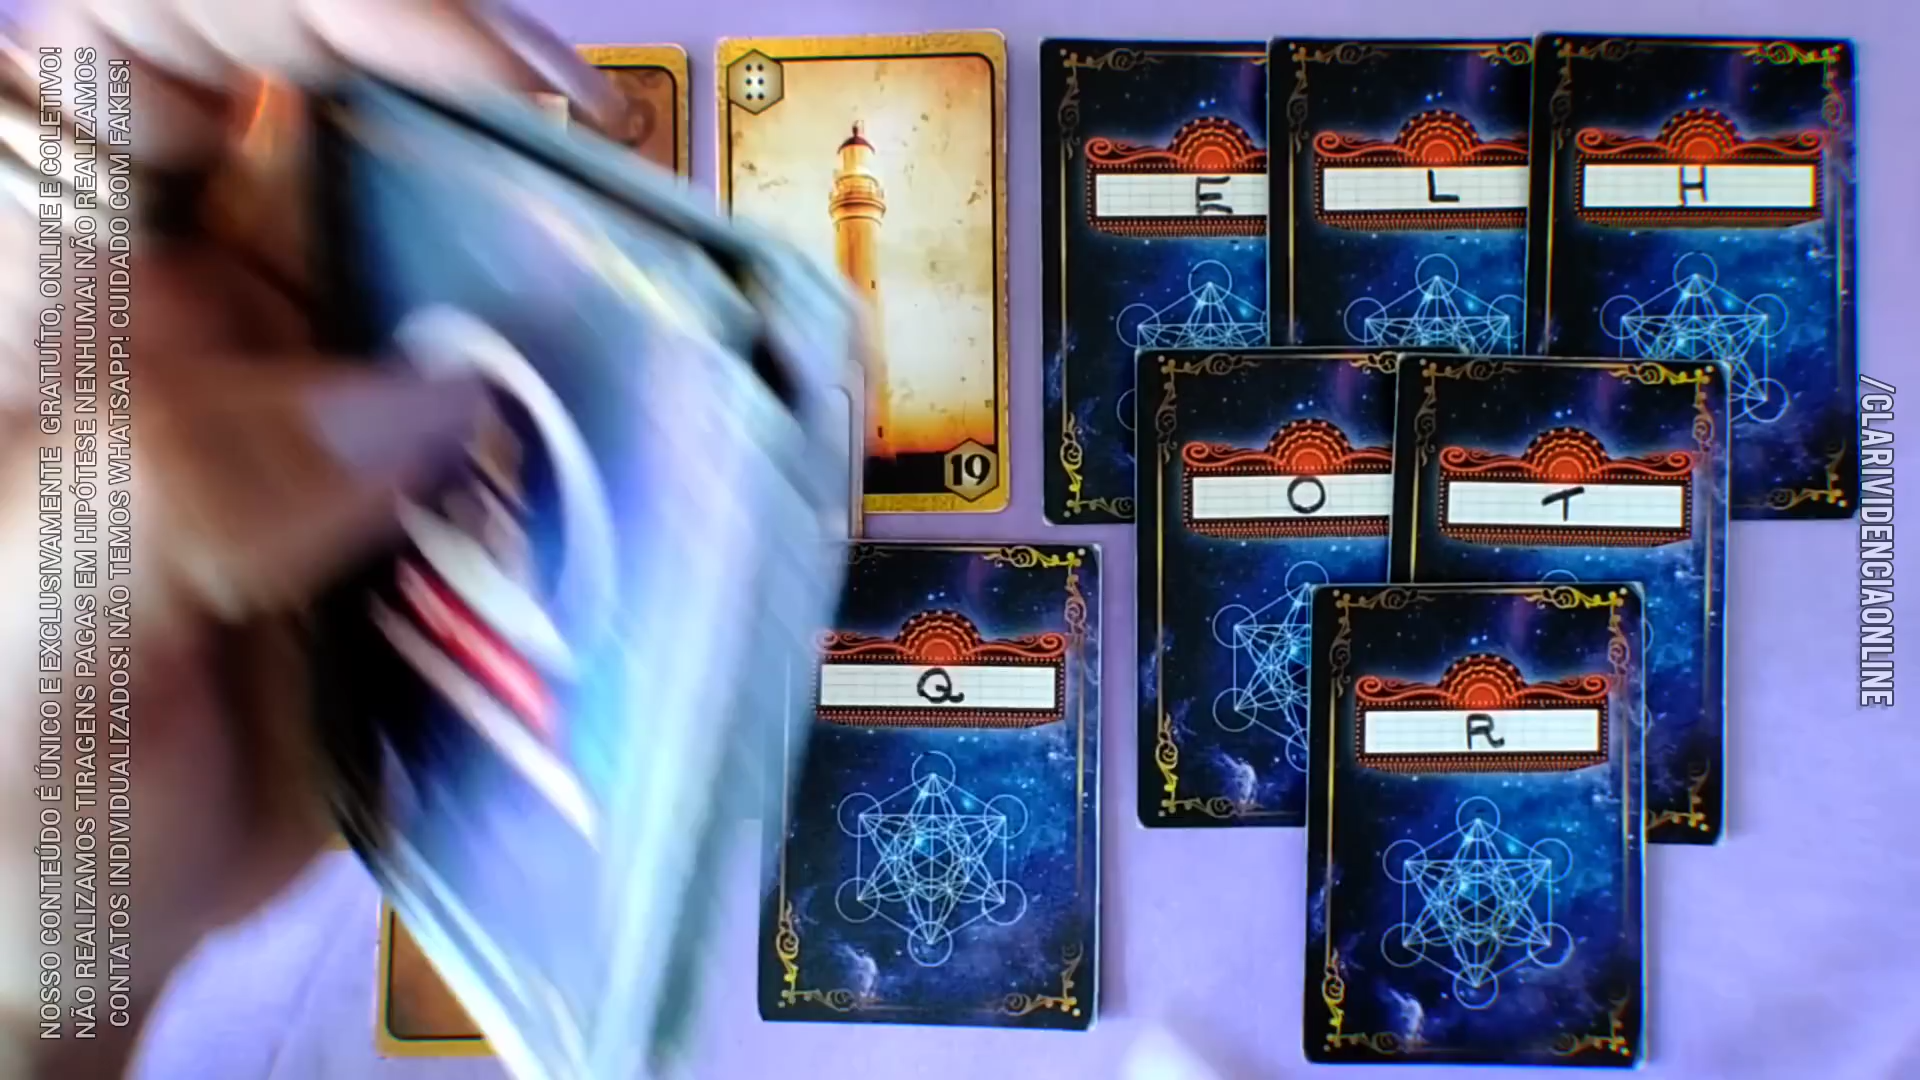 NOSSO CONTEÚDO É ÚNICO E EXCLUSIVAMENTE GRATUÍTO, ONLINE E COLETIVO!
NÃO REALIZAMOS TIRAGENS PAGAS EM HIPÓTESE NENHUMA! NÃO REALIZAMOS
CONTATOS INDIVIDUALIZADOS! NÃO TEMOS WHATSAPP! CUIDADO COM FAKES!
19
E
L
H
O
T
Q
R
/CLARIVIDENCIAONLINE